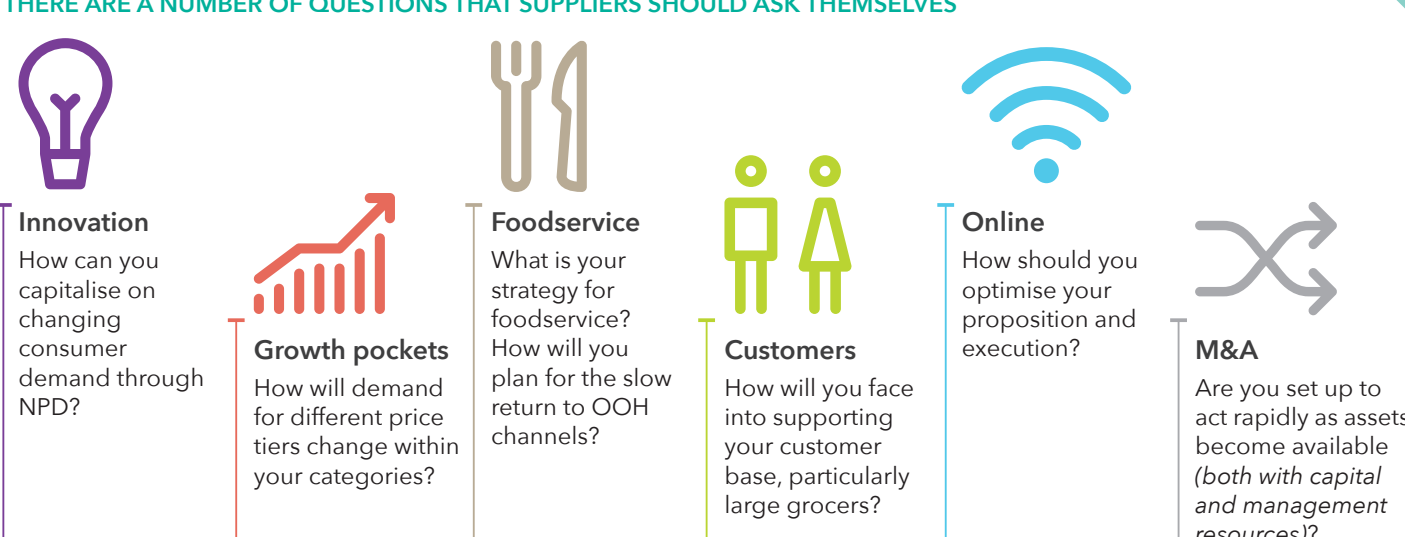 THERE ARE A NUMBER OF QUESTIONS THAT SUPPLIERS SHOULD ASK THEMSELVES
Innovation
How can you
capitalise on
changing
consumer
demand through
NPD?
Growth pockets
How will demand
for different price
tiers change within
your categories?
Foodservice
What is your
strategy for
foodservice?
How will you
plan for the slow
return to OOH
channels?
Customers
How will you face
into supporting
your customer
base, particularly
large grocers?
Online
How should you
optimise your
proposition and
execution?
M&A
Are you set up to
act rapidly as assets
become available
(both with capital
and management
resources)?